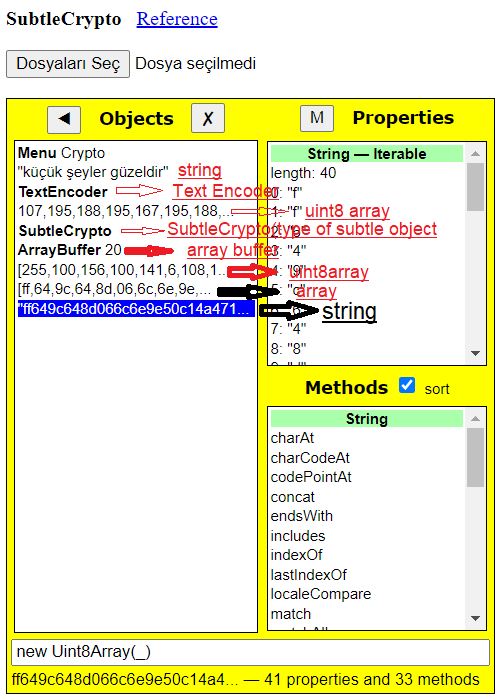 SubtleCrypto Reference
Dosyaları Seç Dosya seçilmedi
◄ Objects ✗
Menu Crypto
"küçük şeyler güzeldir" string
TextEncoder Text Encoder
107,195,188,195,167,195,188,... uint8 array
SubtleCrypto SubtleCrypto(type of subtle object
ArrayBuffer 20 array buffer
[255,100,156,100,141,6,108,1... uint8array
[ff,64,9c,64,8d,06,6c,6e,9e,... array
"ff649c648d066c6e9e50c14a471... string
M Properties
String — Iterable
length: 40
0: "f"
1: "f"
3: "4"
4: "9"
5: "c"
7: "4"
8: "8"
Methods sort
String
charAt
charCodeAt
codePointAt
concat
endsWith
includes
indexOf
lastIndexOf
localeCompare
match
new Uint8Array(_)
ff649c648d066c6e9e50c14a4... — 41 properties and 33 methods